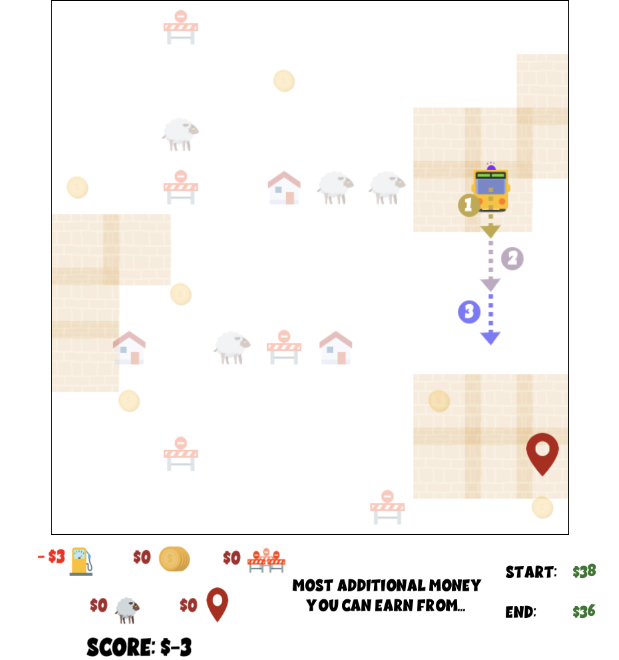 1
2
3
- $3
$0
$0
$0
$0
SCORE: $-3
MOST ADDITIONAL MONEY
YOU CAN EARN FROM...
START: $38
END: $36